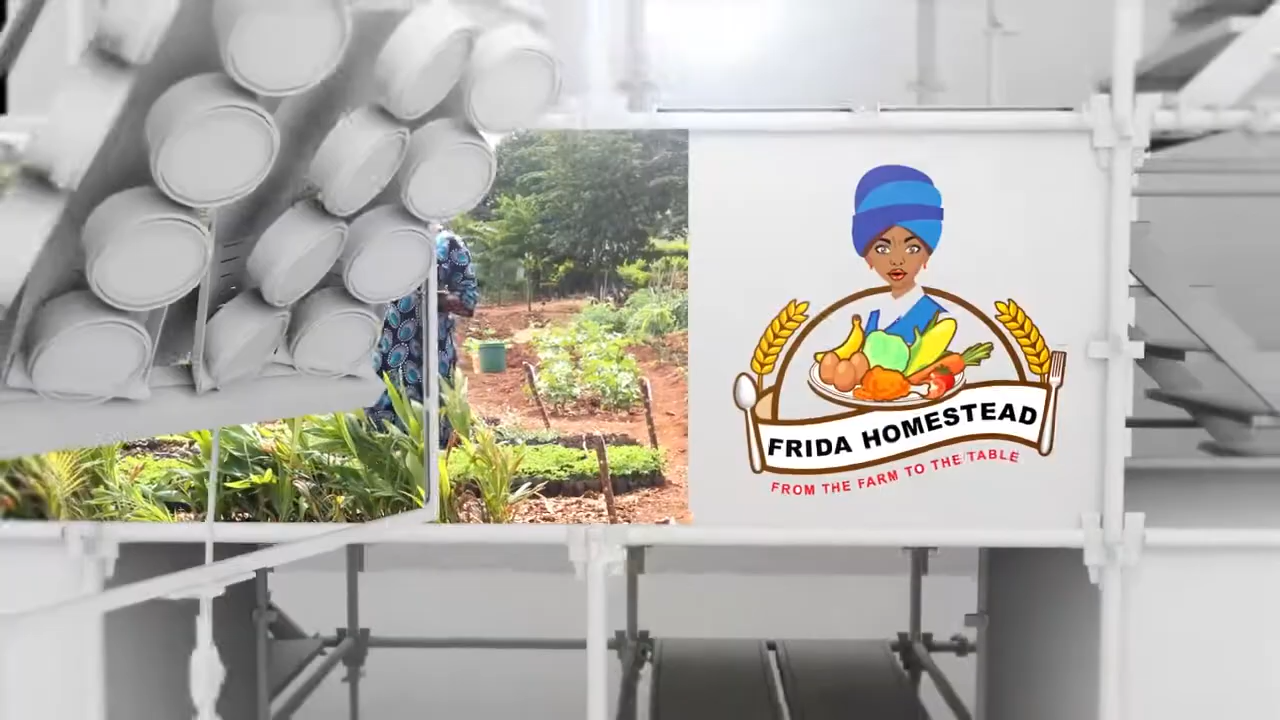 FRIDA HOMESTEAD
FROM THE FARM TO THE TABLE